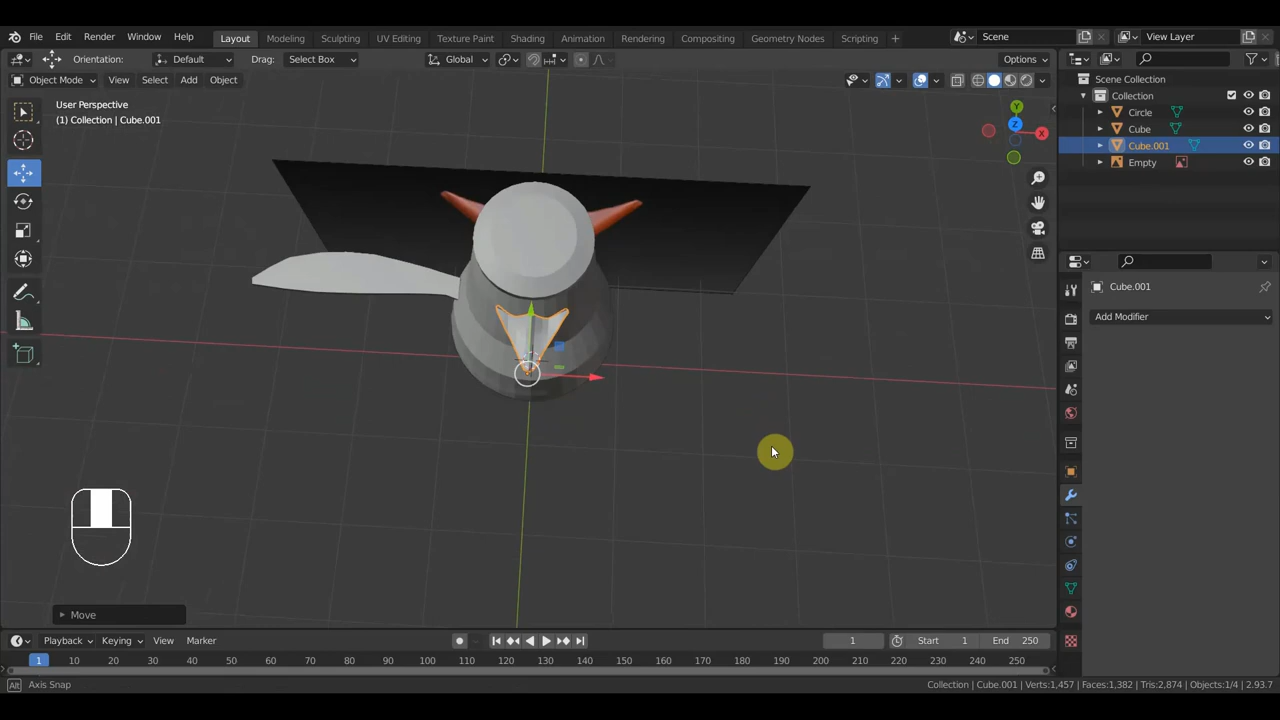 File Edit Render Window Help Layout Modeling Sculpting UV Editing Texture Paint Shading Animation Rendering Compositing Geometry Nodes Scripting + Scene View Layer
Orientation: Default Drag: Select Box Global Options
Object Mode View Select Add Object
User Perspective
(1) Collection | Cube.001
Y
Z
X
Scene Collection
Collection
Circle
Cube
Cube.001
Empty
Cube.001
Add Modifier
Move
Playback Keying View Marker 1 Start 1 End 250
1 10 20 30 40 50 60 70 80 90 100 110 120 130 140 150 160 170 180 190 200 210 220 230 240 250
Alt Axis Snap Collection | Cube.001 | Verts:1,457 | Faces:1,382 | Tris:2,874 | Objects:1/4 | 2.93.7